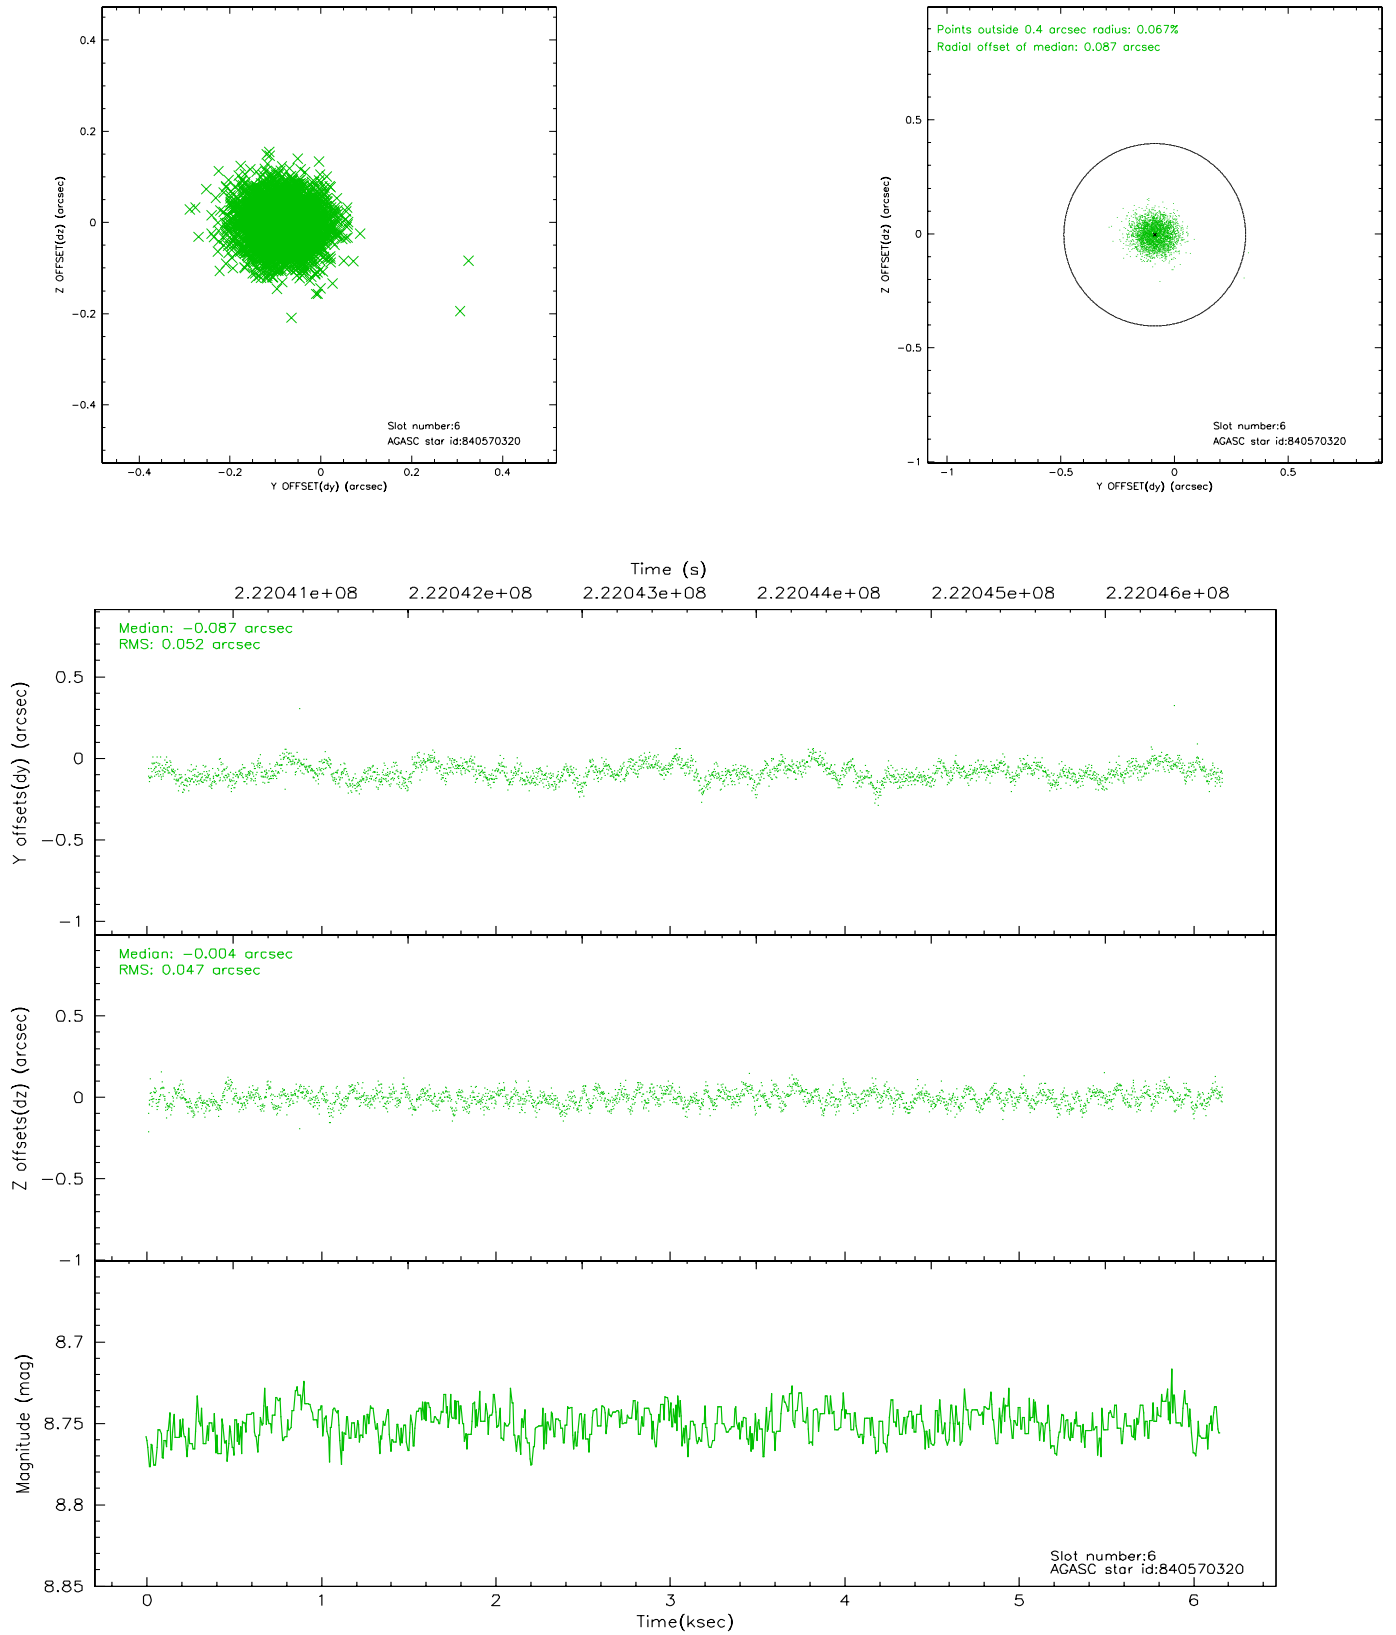 0.4
0.2
0
−0.2
−0.4
Z OFFSET(dz) (arcsec)
Slot number:6
AGASC star id:840570320
−0.4 −0.2 0 0.2 0.4
Y OFFSET(dy) (arcsec)
Points outside 0.4 arcsec radius: 0.067%
Radial offset of median: 0.087 arcsec
0.5
0
−0.5
−1
Z OFFSET(dz) (arcsec)
Slot number:6
AGASC star id:840570320
−1 −0.5 0 0.5
Y OFFSET(dy) (arcsec)
Time (s)
2.22041e+08 2.22042e+08 2.22043e+08 2.22044e+08 2.22045e+08 2.22046e+08
Median: −0.087 arcsec
RMS: 0.052 arcsec
0.5
0
−0.5
−1
Y offsets(dy) (arcsec)
Median: −0.004 arcsec
RMS: 0.047 arcsec
0.5
0
−0.5
−1
Z offsets(dz) (arcsec)
8.7
8.75
8.8
8.85
Magnitude (mag)
Slot number:6
AGASC star id:840570320
0 1 2 3 4 5 6
Time(ksec)